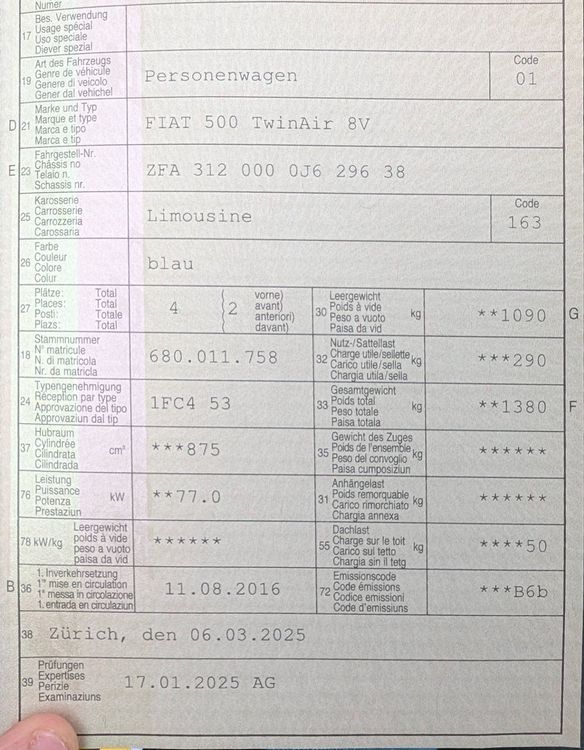 Numer
17 Bes. Verwendung
Usage spécial
Uso speciale
Diever spezial
19 Art des Fahrzeugs
Genre de véhicule
Genere di veicolo
Gener dal vehichel
Personenwagen
Code
01
D 21 Marke und Typ
Marque et type
Marca e tipo
Marca e tip
FIAT 500 TwinAir 8V
E 23 Fahrgestell-Nr.
Châssis no
Telaio n.
Schassis nr.
ZFA 312 000 0J6 296 38
25 Karosserie
Carrosserie
Carrozzeria
Carossaria
Limousine
Code
163
26 Farbe
Couleur
Colore
Colur
blau
27 Plätze: Total
Places: Total
Posti: Totale
Plazs: Total
4
2 vorne)
avant)
anteriori)
davant)
30 Leergewicht
Poids à vide
Peso a vuoto
Paisa da vid
kg
**1090 G
18 Stammnummer
N° matricule
N. di matricola
Nr. da matricla
680.011.758
32 Nutz-/Sattellast
Charge utile/sellette
Carico utile/sella
Chargia utila/sella
kg
***290
24 Typengenehmigung
Réception par type
Approvazione del tipo
Approvaziun dal tip
1FC4 53
33 Gesamtgewicht
Poids total
Peso totale
Paisa totala
kg
**1380 F
37 Hubraum
Cylindrée
Cilindrata
Cilindrada
cm³
***875
35 Gewicht des Zuges
Poids de l'ensemble
Peso del convoglio
Paisa cumposiziun
kg
******
76 Leistung
Puissance
Potenza
Prestaziun
kW
**77.0
31 Anhängelast
Poids remorquable
Carico rimorchiato
Chargia annexa
kg
******
78 kW/kg Leergewicht
poids à vide
peso a vuoto
paisa da vid
******
55 Dachlast
Charge sur le toit
Carico sul tetto
Chargia sin il tetg
kg
****50
B 36 1. Inverkehrsetzung
1re mise en circulation
1a messa in circolazione
1. entrada en circulaziun
11.08.2016
72 Emissionscode
Code émissions
Codice emissioni
Code d'emissiuns
***B6b
38 Zürich, den 06.03.2025
39 Prüfungen
Expertises
Perizie
Examinaziuns
17.01.2025 AG